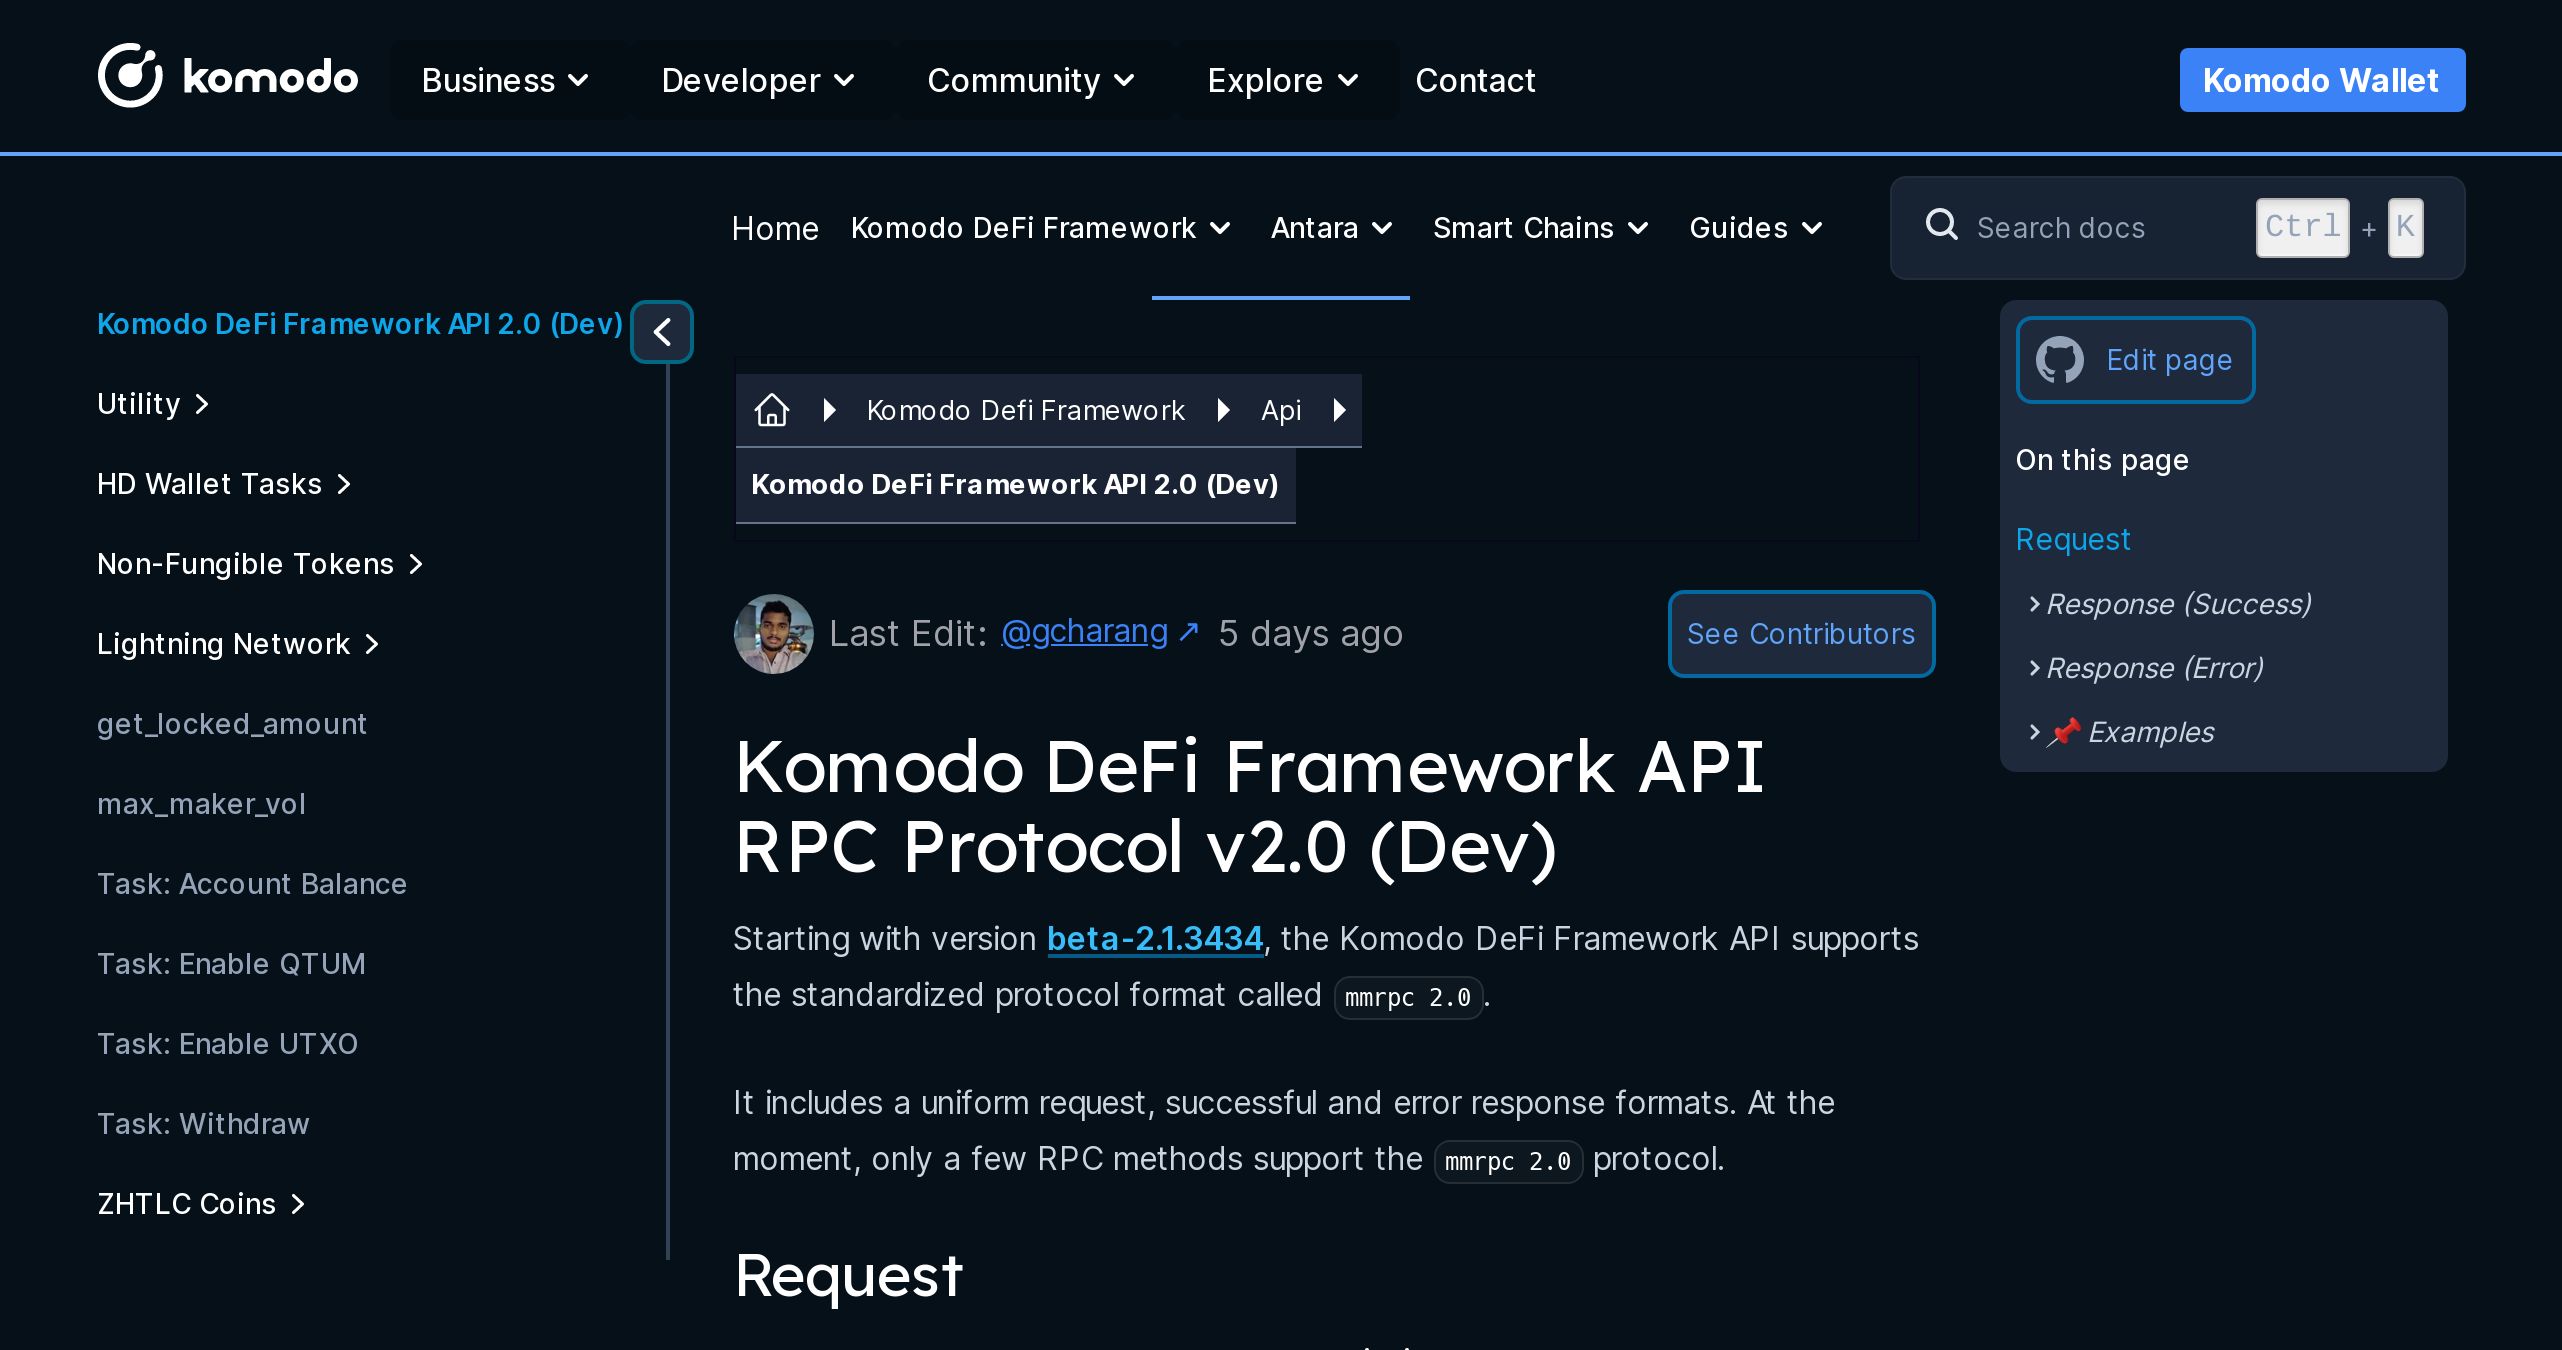 komodo Business Developer Community Explore Contact Komodo Wallet
Home Komodo DeFi Framework Antara Smart Chains Guides Search docs Ctrl + K
Komodo DeFi Framework API 2.0 (Dev)
Utility
HD Wallet Tasks
Non-Fungible Tokens
Lightning Network
get_locked_amount
max_maker_vol
Task: Account Balance
Task: Enable QTUM
Task: Enable UTXO
Task: Withdraw
ZHTLC Coins
Komodo Defi Framework Api
Komodo DeFi Framework API 2.0 (Dev)
Last Edit: @gcharang ↗ 5 days ago See Contributors
Komodo DeFi Framework API
RPC Protocol v2.0 (Dev)
Starting with version beta-2.1.3434, the Komodo DeFi Framework API supports
the standardized protocol format called mmrpc 2.0.
It includes a uniform request, successful and error response formats. At the
moment, only a few RPC methods support the mmrpc 2.0 protocol.
Request
Edit page
On this page
Request
Response (Success)
Response (Error)
📌 Examples